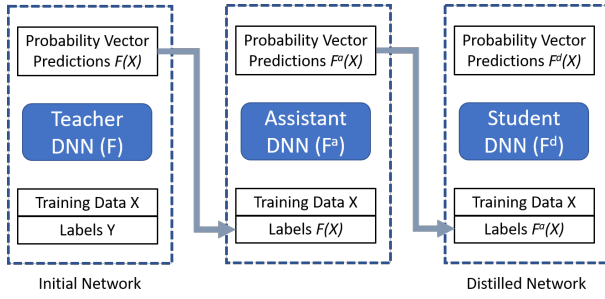 Probability Vector
Predictions F(X)
Teacher
DNN (F)
Training Data X
Labels Y
Initial Network
Probability Vector
Predictions Fᵃ(X)
Assistant
DNN (Fᵃ)
Training Data X
Labels F(X)
Probability Vector
Predictions Fᵈ(X)
Student
DNN (Fᵈ)
Training Data X
Labels Fᵃ(X)
Distilled Network